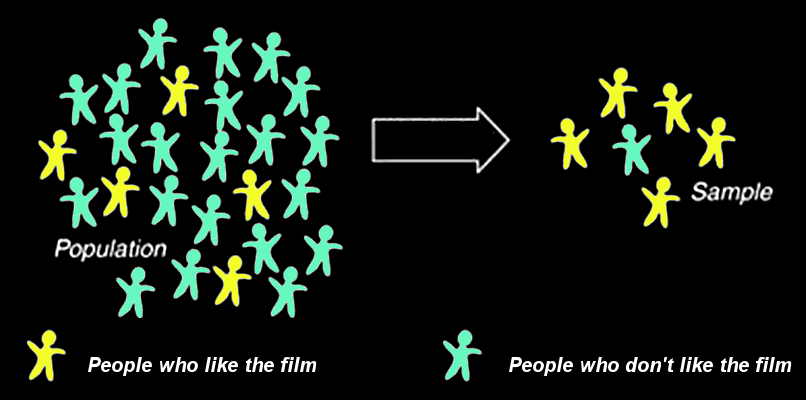 Sample
Population
People who like the film
People who don't like the film